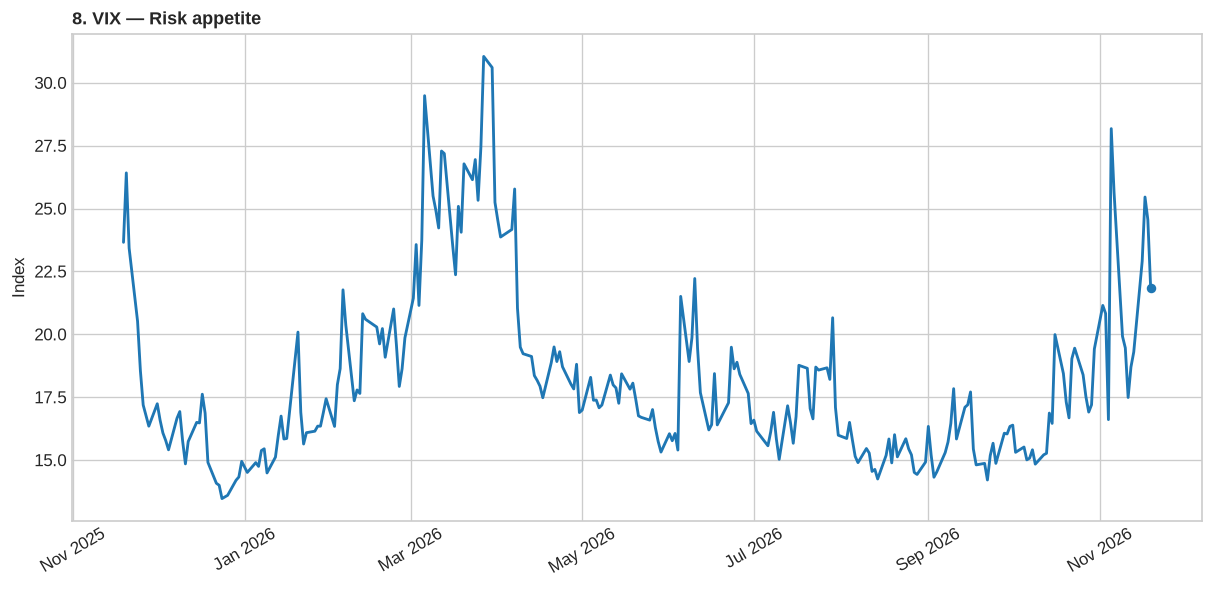 8. VIX — Risk appetite
Index
30.0
27.5
25.0
22.5
20.0
17.5
15.0
Nov 2025
Jan 2026
Mar 2026
May 2026
Jul 2026
Sep 2026
Nov 2026